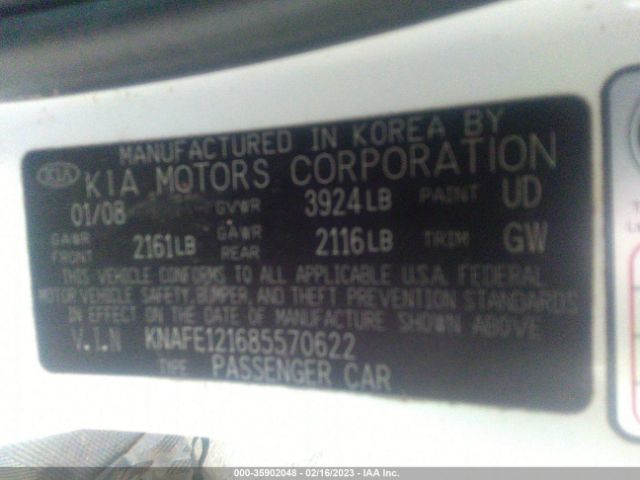 MANUFACTURED IN KOREA BY
KIA KIA MOTORS CORPORATION
01/08 GVWR 3924LB PAINT UD
GAWR FRONT 2161LB GAWR REAR 2116LB TRIM GW
THIS VEHICLE CONFORMS TO ALL APPLICABLE U.S.A. FEDERAL
MOTOR VEHICLE SAFETY, BUMPER, AND THEFT PREVENTION STANDARDS
IN EFFECT ON THE DATE OF MANUFACTURE SHOWN ABOVE
V.I.N KNAFE121685570622
TYPE PASSENGER CAR
000-35902048 - 02/16/2023 - IAA Inc.